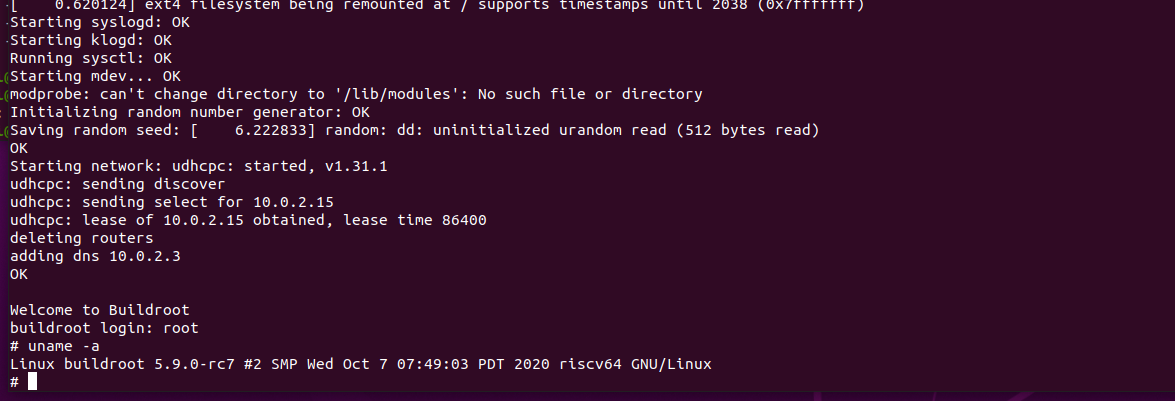 [    0.620124] ext4 filesystem being remounted at / supports timestamps until 2038 (0x7fffffff)
Starting syslogd: OK
Starting klogd: OK
Running sysctl: OK
Starting mdev... OK
modprobe: can't change directory to '/lib/modules': No such file or directory
Initializing random number generator: OK
Saving random seed: [    6.222833] random: dd: uninitialized urandom read (512 bytes read)
OK
Starting network: udhcpc: started, v1.31.1
udhcpc: sending discover
udhcpc: sending select for 10.0.2.15
udhcpc: lease of 10.0.2.15 obtained, lease time 86400
deleting routers
adding dns 10.0.2.3
OK
Welcome to Buildroot
buildroot login: root
# uname -a
Linux buildroot 5.9.0-rc7 #2 SMP Wed Oct 7 07:49:03 PDT 2020 riscv64 GNU/Linux
#